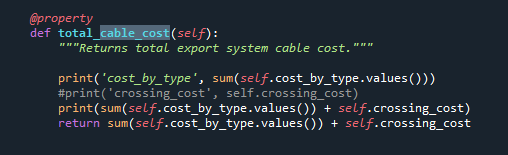 @property
def total_cable_cost(self):
"""Returns total export system cable cost."""
print('cost_by_type', sum(self.cost_by_type.values()))
#print('crossing_cost', self.crossing_cost)
print(sum(self.cost_by_type.values()) + self.crossing_cost)
return sum(self.cost_by_type.values()) + self.crossing_cost